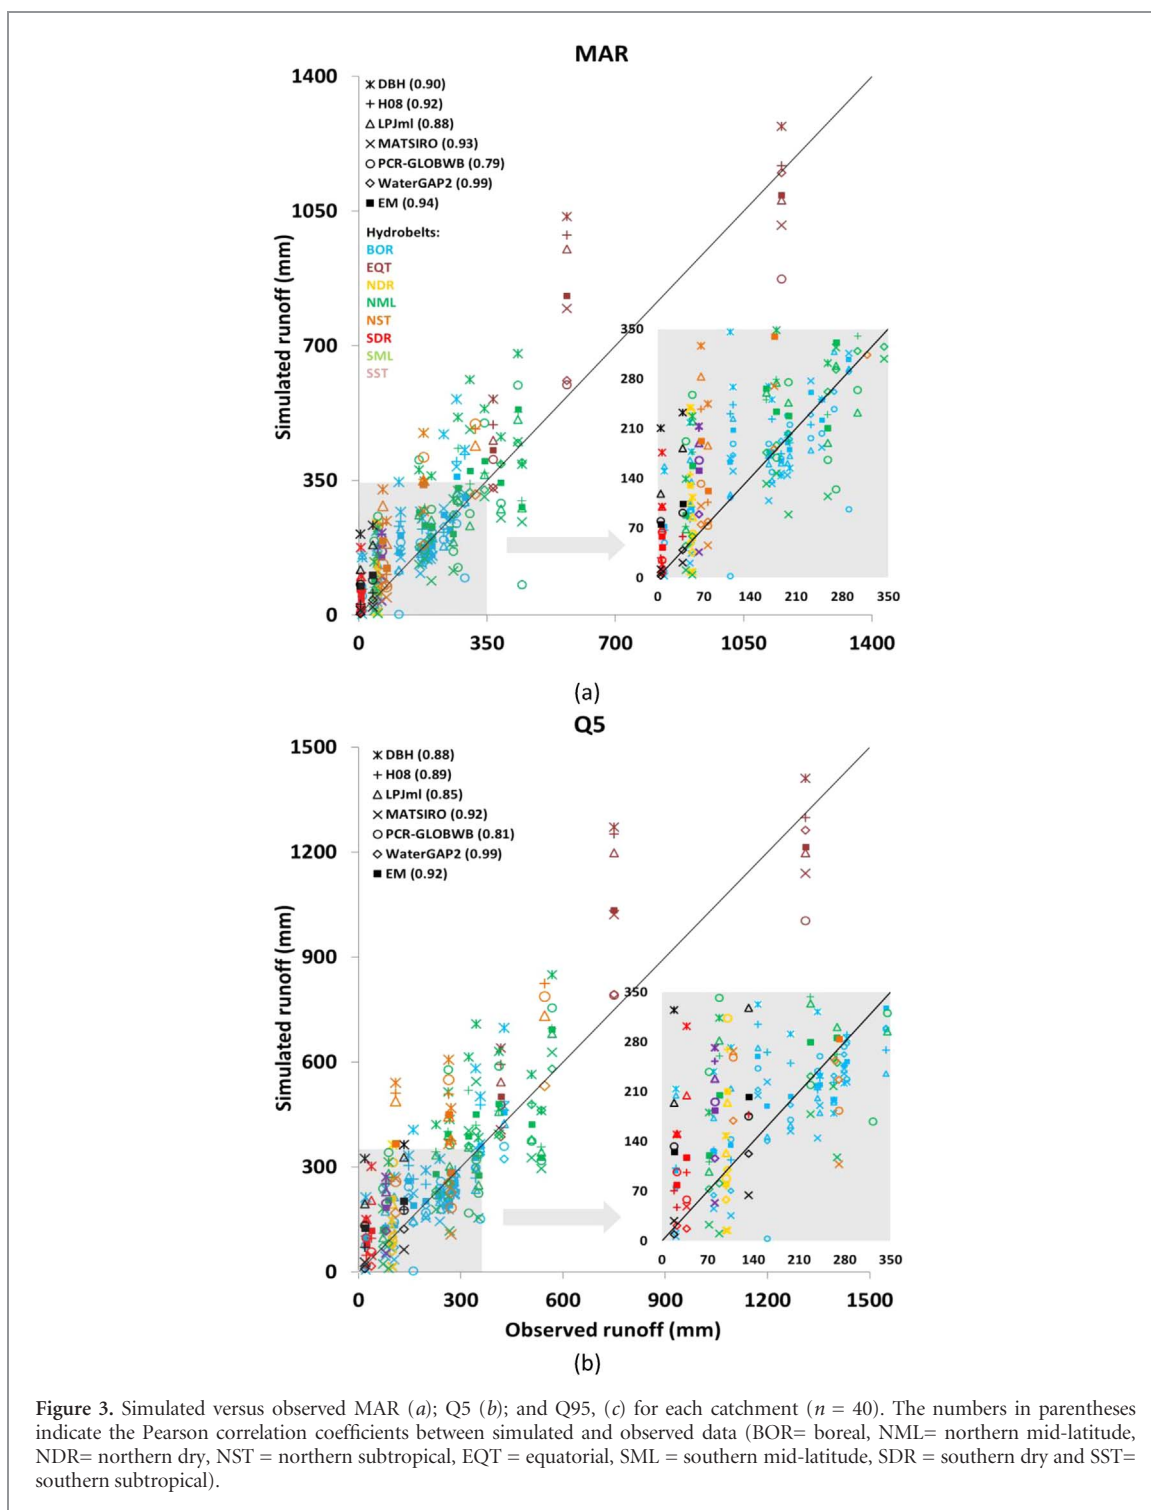 MAR
1400
1050
700
350
0
Simulated runoff (mm)
DBH (0.90)
H08 (0.92)
LPJml (0.88)
MATSIRO (0.93)
PCR-GLOBWB (0.79)
WaterGAP2 (0.99)
EM (0.94)
Hydrobelts:
BOR
EQT
NDR
NML
NST
SDR
SML
SST
350
280
210
140
70
0
0 70 140 210 280 350
0 350 700 1050 1400
(a)
Q5
1500
1200
900
600
300
0
Simulated runoff (mm)
DBH (0.88)
H08 (0.89)
LPJml (0.85)
MATSIRO (0.92)
PCR-GLOBWB (0.81)
WaterGAP2 (0.99)
EM (0.92)
350
280
210
140
70
0
0 70 140 210 280 350
0 300 600 900 1200 1500
Observed runoff (mm)
(b)
Figure 3. Simulated versus observed MAR (a); Q5 (b); and Q95, (c) for each catchment (n = 40). The numbers in parentheses
indicate the Pearson correlation coefficients between simulated and observed data (BOR= boreal, NML= northern mid-latitude,
NDR= northern dry, NST = northern subtropical, EQT = equatorial, SML = southern mid-latitude, SDR = southern dry and SST=
southern subtropical).